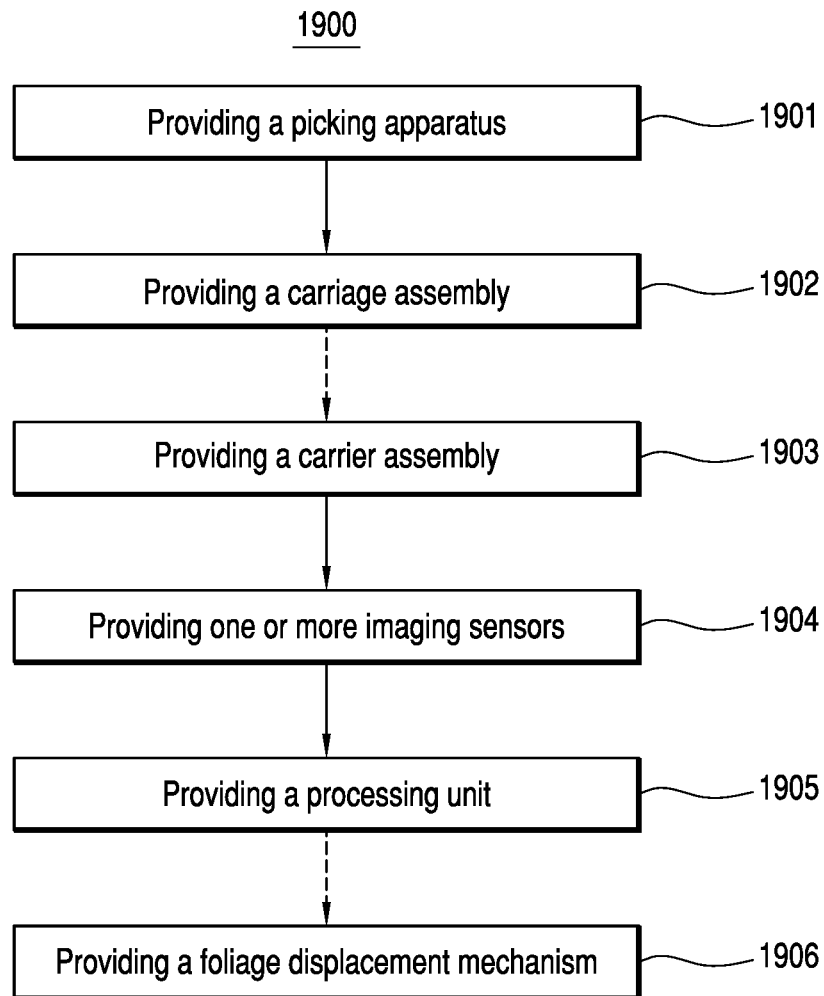 1900
Providing a picking apparatus 1901
Providing a carriage assembly 1902
Providing a carrier assembly 1903
Providing one or more imaging sensors 1904
Providing a processing unit 1905
Providing a foliage displacement mechanism 1906